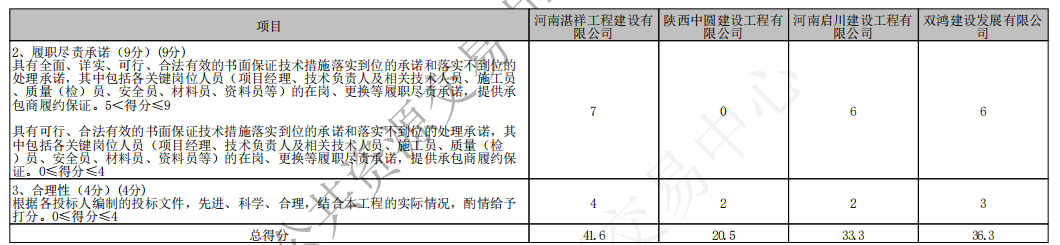 项目
河南湛祥工程建设有限公司
陕西中圆建设工程有限公司
河南启川建设工程有限公司
双鸿建设发展有限公司
2、履职尽责承诺（9分）(9分)
具有全面、详实、可行、合法有效的书面保证技术措施落实到位的承诺和落实不到位的
处理承诺，其中包括各关键岗位人员（项目经理、技术负责人及相关技术人员、施工员
、质量（检）员、安全员、材料员、资料员等）的在岗、更换等履职尽责承诺，提供承
包商履约保证。5＜得分≤9
具有可行、合法有效的书面保证技术措施落实到位的承诺和落实不到位的处理承诺，其
中包括各关键岗位人员（项目经理、技术负责人及相关技术人员、施工员、质量（检
）员、安全员、材料员、资料员等）的在岗、更换等履职尽责承诺，提供承包商履约保
证。0≤得分≤4
7
0
6
6
3、合理性（4分）(4分)
根据各投标人编制的投标文件，先进、科学、合理，结合本工程的实际情况，酌情给予
打分。0≤得分≤4
4
2
2
3
总得分
41.6
20.5
33.3
36.3
公共资源交易中心
交易中心